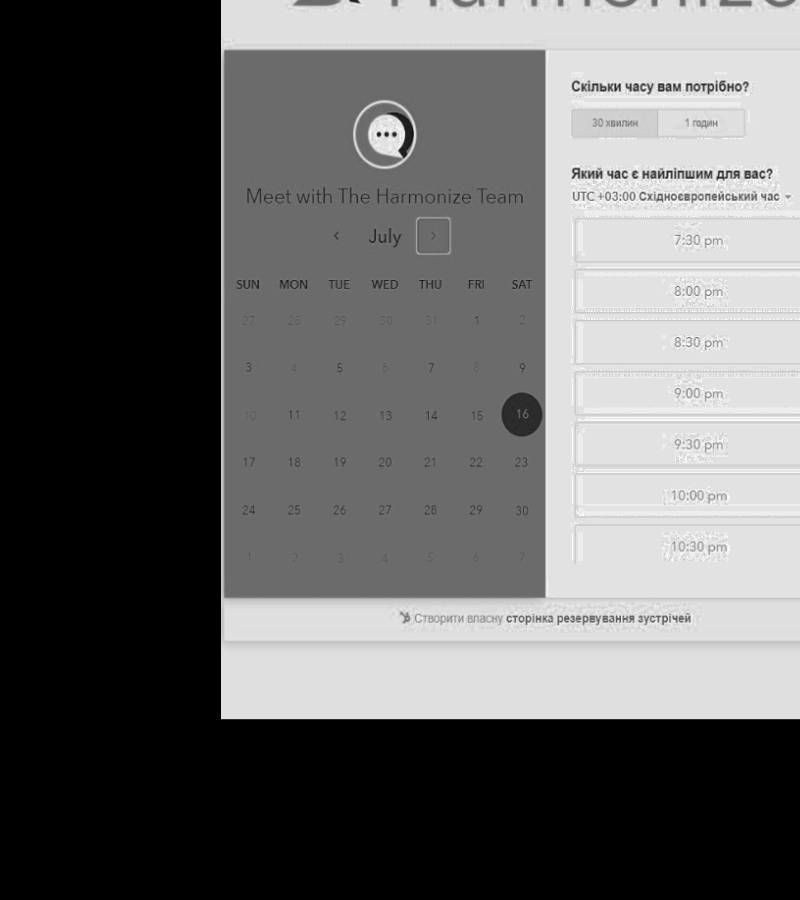 Harmonize
Meet with The Harmonize Team
July
SUN MON TUE WED THU FRI SAT
27 28 29 30 31 1 2
3 4 5 6 7 8 9
10 11 12 13 14 15 16
17 18 19 20 21 22 23
24 25 26 27 28 29 30
1 2 3 4 5 6 7
Скільки часу вам потрібно?
30 хвилин 1 годин
Який час є найліпшим для вас?
UTC +03:00 Східноєвропейський час
7:30 pm
8:00 pm
8:30 pm
9:00 pm
9:30 pm
10:00 pm
10:30 pm
Створити власну сторінка резервування зустрічей